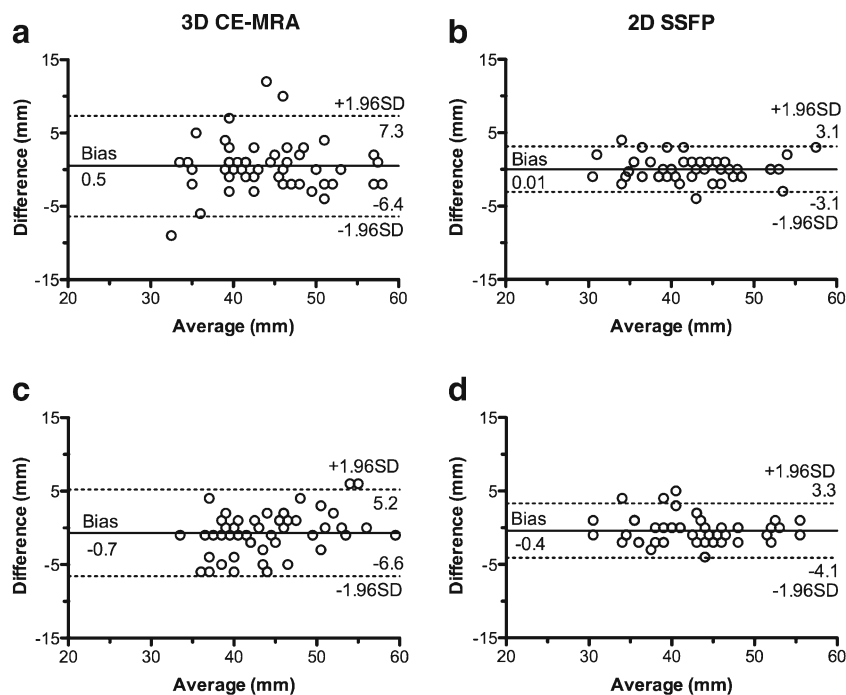 3D CE-MRA
2D SSFP
a
15
5
-5
-15
Difference (mm)
+1.96SD
7.3
Bias
0.5
-6.4
-1.96SD
20 30 40 50 60
Average (mm)
b
15
5
-5
-15
Difference (mm)
+1.96SD
3.1
Bias
0.01
-3.1
-1.96SD
20 30 40 50 60
Average (mm)
c
15
5
-5
-15
Difference (mm)
+1.96SD
5.2
Bias
-0.7
-6.6
-1.96SD
20 30 40 50 60
Average (mm)
d
15
5
-5
-15
Difference (mm)
+1.96SD
3.3
Bias
-0.4
-4.1
-1.96SD
20 30 40 50 60
Average (mm)